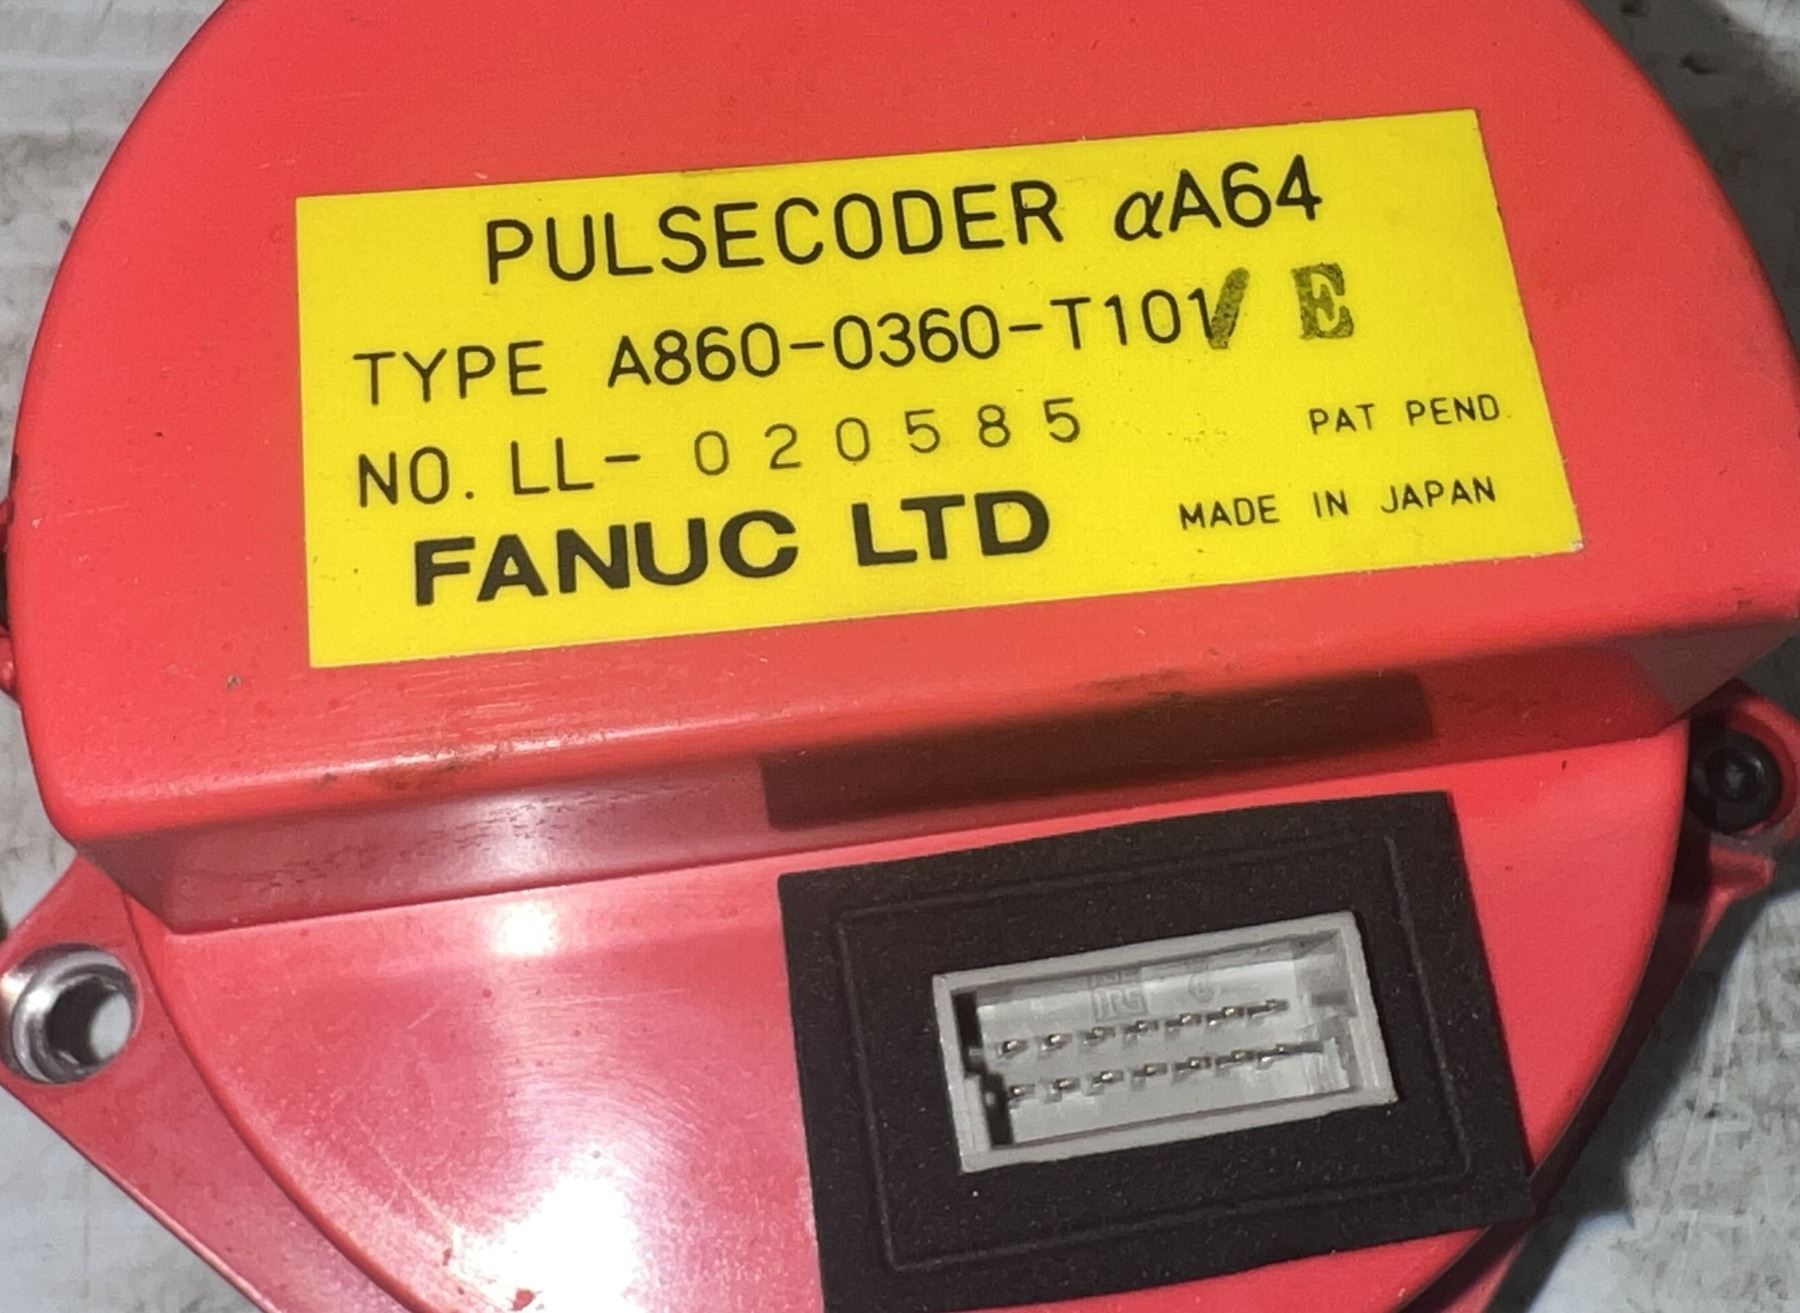 PULSECODER αA64
TYPE A860-0360-T101/ E
NO. LL- 020585
PAT PEND.
FANUC LTD
MADE IN JAPAN